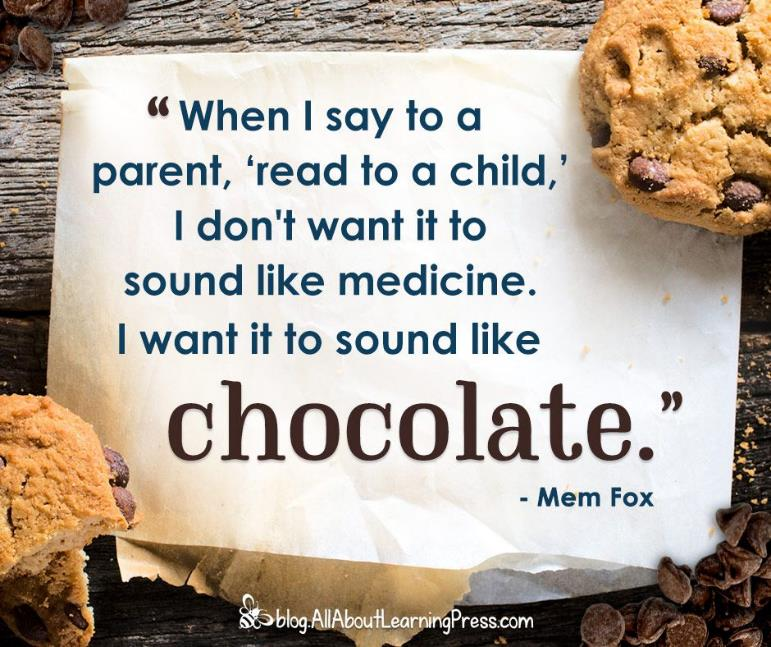 “ When I say to a
parent, ‘read to a child,’
I don't want it to
sound like medicine.
I want it to sound like
chocolate.”
- Mem Fox
blog.AllAboutLearningPress.com